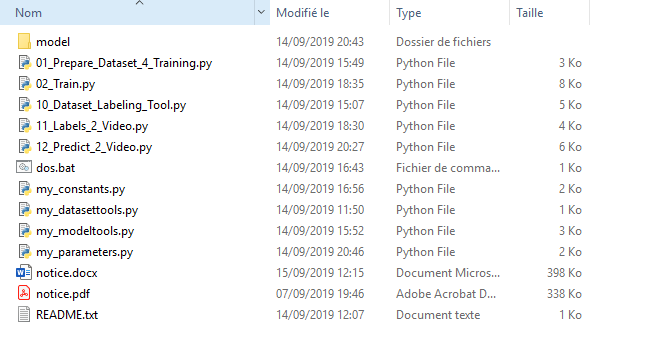 Nom Modifié le Type Taille
model 14/09/2019 20:43 Dossier de fichiers
01_Prepare_Dataset_4_Training.py 14/09/2019 15:49 Python File 3 Ko
02_Train.py 14/09/2019 18:35 Python File 8 Ko
10_Dataset_Labeling_Tool.py 14/09/2019 15:07 Python File 5 Ko
11_Labels_2_Video.py 14/09/2019 18:30 Python File 4 Ko
12_Predict_2_Video.py 14/09/2019 20:27 Python File 6 Ko
dos.bat 14/09/2019 16:43 Fichier de comma... 1 Ko
my_constants.py 14/09/2019 16:56 Python File 2 Ko
my_datasettools.py 14/09/2019 11:50 Python File 1 Ko
my_modeltools.py 14/09/2019 15:52 Python File 3 Ko
my_parameters.py 14/09/2019 20:46 Python File 2 Ko
notice.docx 15/09/2019 12:15 Document Micros... 398 Ko
notice.pdf 07/09/2019 19:46 Adobe Acrobat D... 338 Ko
README.txt 14/09/2019 12:07 Document texte 1 Ko